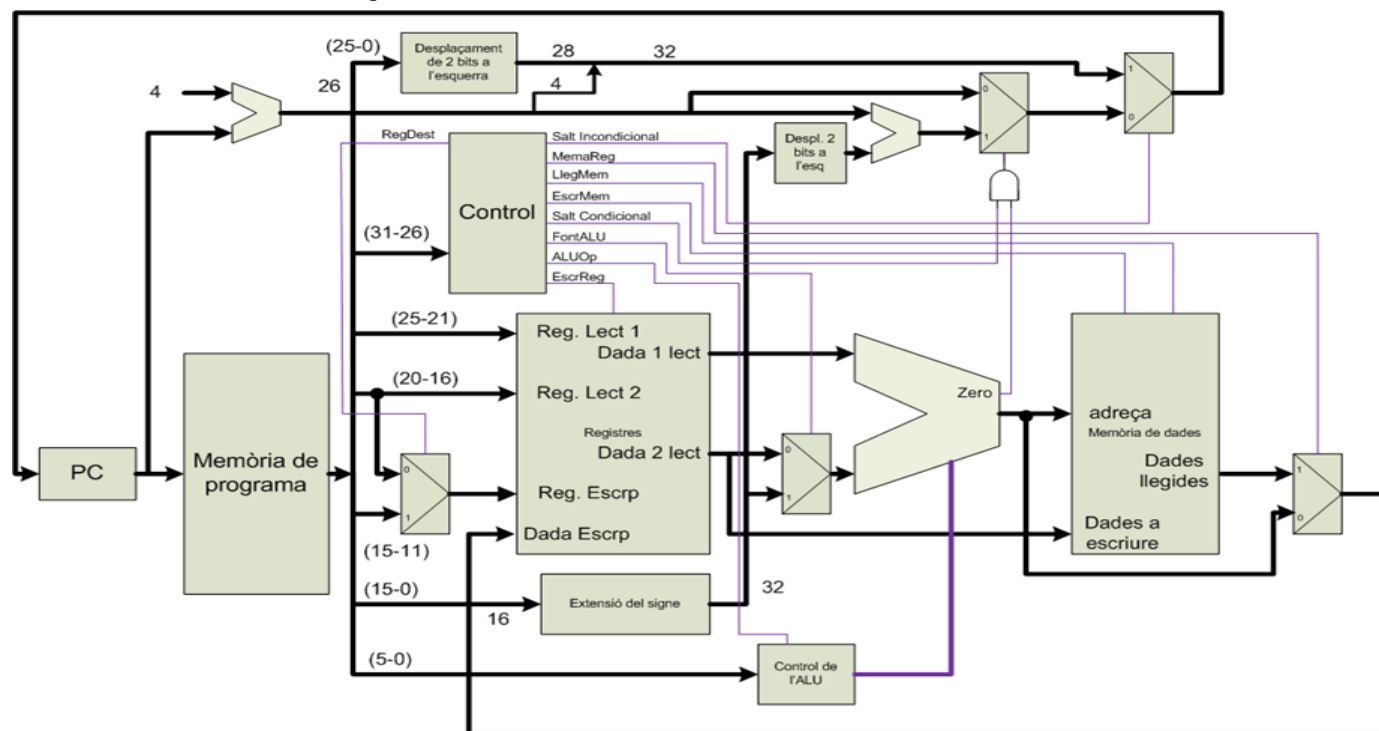 (25-0)
Desplaçament
de 2 bits a
l'esquerra
28
32
4
26
4
1
0
0
1
RegDest
Control
Salt Incondicional
MemaReg
LlegMem
EscrMem
Salt Condicional
FontALU
ALUOp
EscrReg
Despl. 2
bits a
l'esq
(31-26)
(25-21)
(20-16)
Reg. Lect 1
Dada 1 lect
Reg. Lect 2
Registres
Dada 2 lect
Reg. Escrp
Dada Escrp
Zero
adreça
Memòria de dades
Dades
llegides
Dades a
escriure
PC
Memòria de
programa
0
1
0
1
1
0
(15-11)
(15-0)
16
Extensió del signe
32
(5-0)
Control de
l'ALU